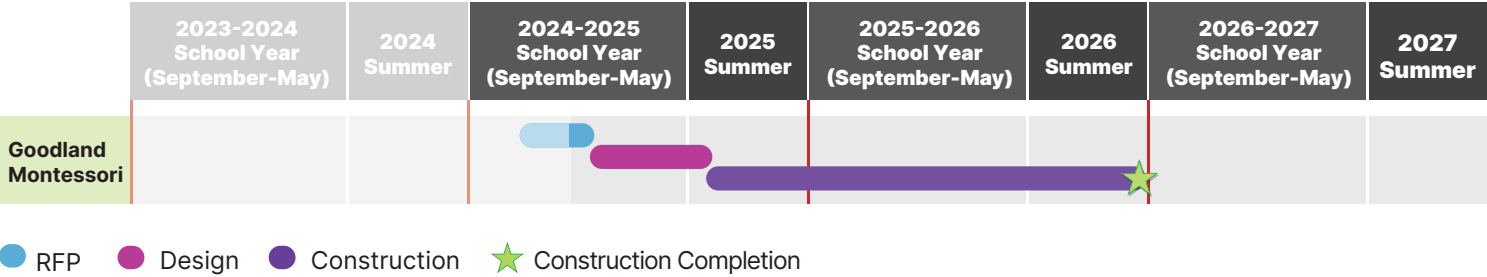 2023-2024
School Year
(September-May)
2024
Summer
2024-2025
School Year
(September-May)
2025
Summer
2025-2026
School Year
(September-May)
2026
Summer
2026-2027
School Year
(September-May)
2027
Summer
Goodland
Montessori
RFP
Design
Construction
Construction Completion